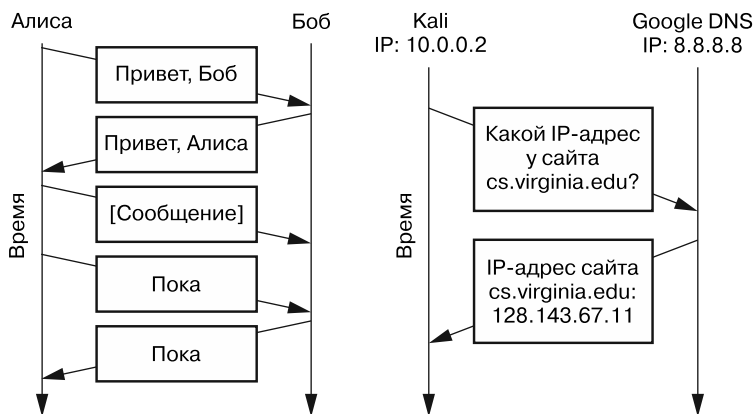 Алиса
Боб
Привет, Боб
Привет, Алиса
[Сообщение]
Пока
Пока
Время
Kali
IP: 10.0.0.2
Google DNS
IP: 8.8.8.8
Какой IP-адрес
у сайта
cs.virginia.edu?
IP-адрес сайта
cs.virginia.edu:
128.143.67.11
Время